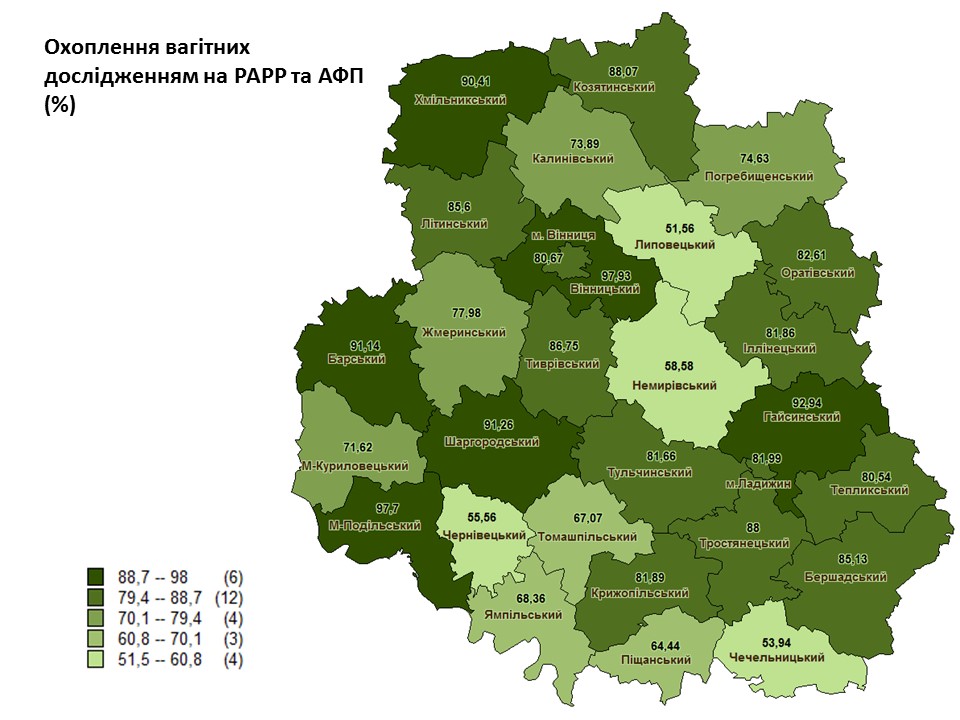 Охоплення вагітних
дослідженням на РАРР та АФП
(%)
90,41
Хмільникський
88,07
Козятинський
73,89
Калинівський
74,63
Погребищенський
85,6
Літинський
м. Вінниця
80,67
97,93
Вінницький
51,56
Липовецький
82,61
Оратівський
77,98
Жмеринський
91,14
Барський
86,75
Тиврівський
81,86
Іллінецький
58,58
Немирівський
92,94
Гайсинський
91,26
Шаргородський
71,62
М-Куриловецький
81,66
Тульчинський
81,99
м.Ладижин
80,54
Тепликський
97,7
М-Подільський
55,56
Чернівецький
67,07
Томашпільський
88
Тростянецький
85,13
Бершадський
81,89
Крижопільський
68,36
Ямпільський
64,44
Піщанський
53,94
Чечельницький
88,7 -- 98 (6)
79,4 -- 88,7 (12)
70,1 -- 79,4 (4)
60,8 -- 70,1 (3)
51,5 -- 60,8 (4)